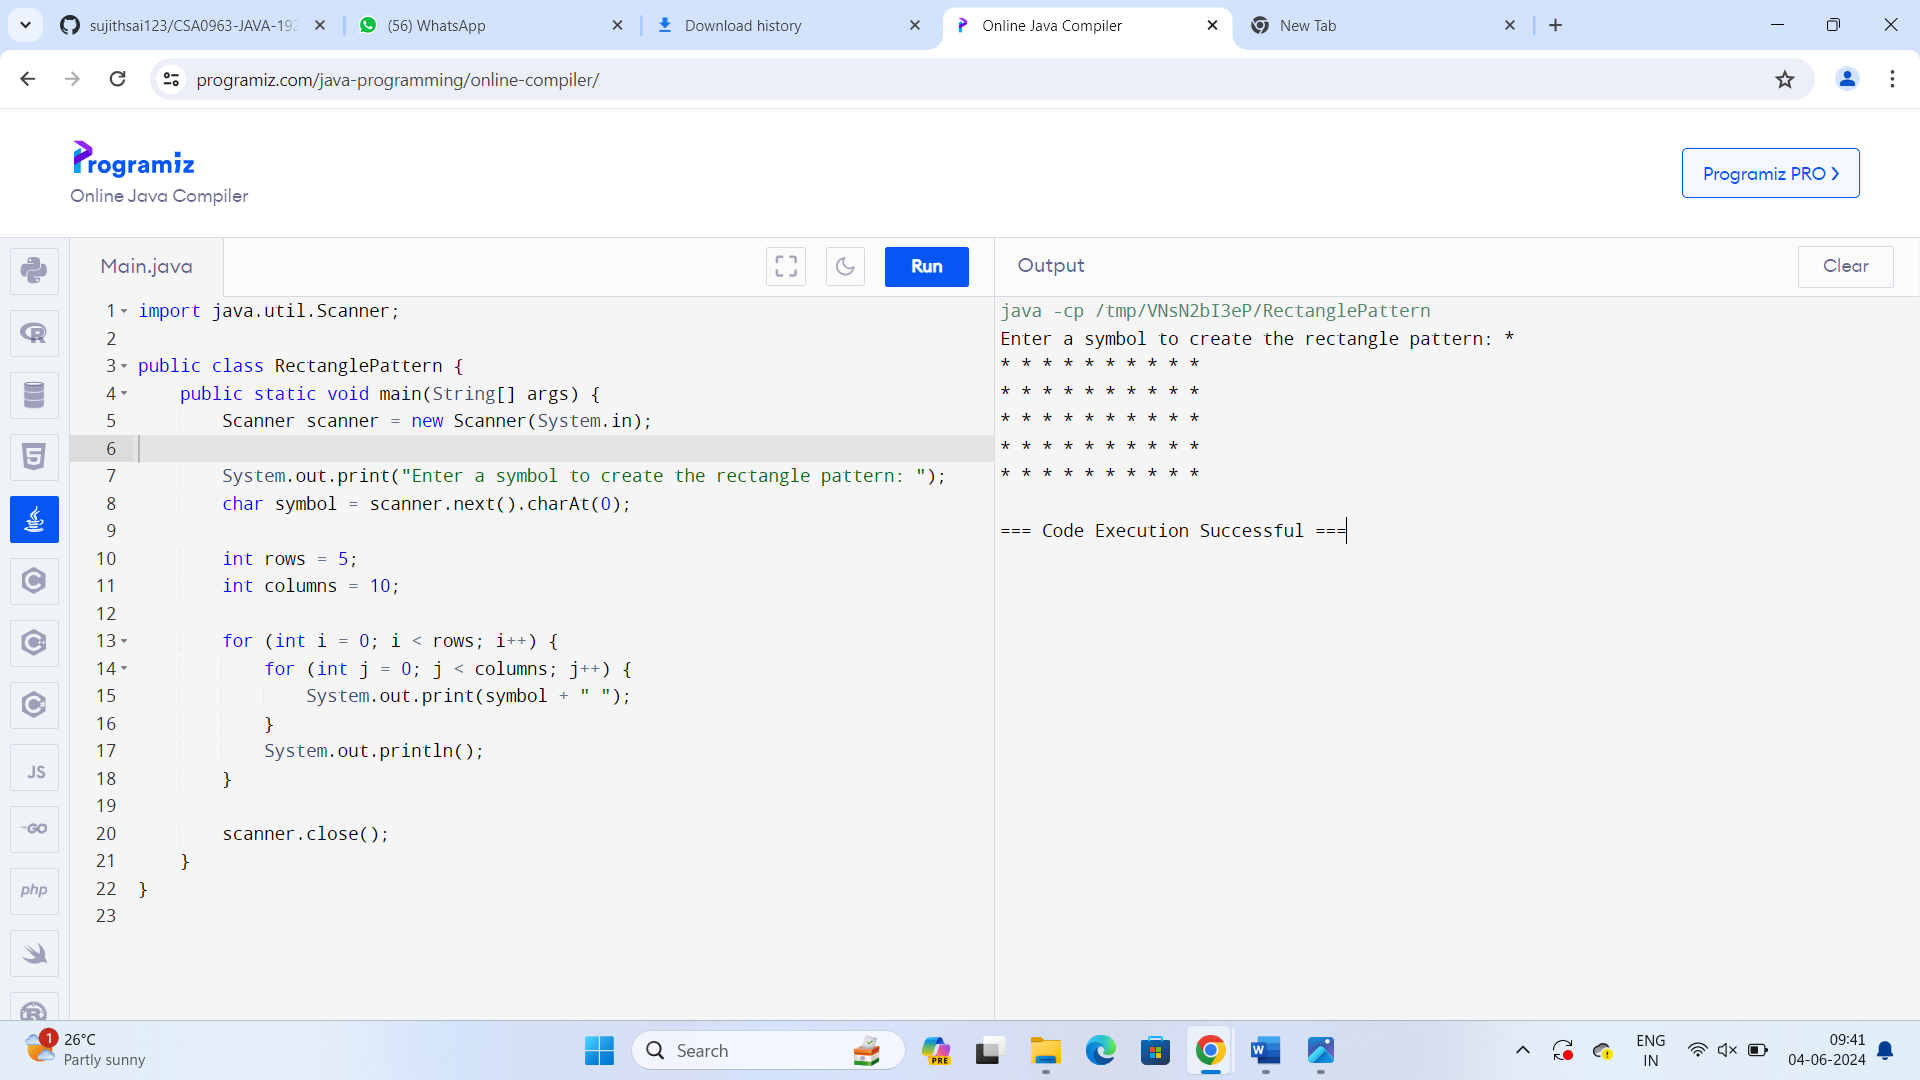 sujithsai123/CSA0963-JAVA-192
(56) WhatsApp
Download history
Online Java Compiler
New Tab
programiz.com/java-programming/online-compiler/
Programiz
Online Java Compiler
Programiz PRO
Main.java
Run
Output
Clear
1 import java.util.Scanner;
2
3 public class RectanglePattern {
4     public static void main(String[] args) {
5         Scanner scanner = new Scanner(System.in);
6
7         System.out.print("Enter a symbol to create the rectangle pattern: ");
8         char symbol = scanner.next().charAt(0);
9
10         int rows = 5;
11         int columns = 10;
12
13         for (int i = 0; i < rows; i++) {
14             for (int j = 0; j < columns; j++) {
15                 System.out.print(symbol + " ");
16             }
17             System.out.println();
18         }
19
20         scanner.close();
21     }
22 }
23
java -cp /tmp/VNsN2bI3eP/RectanglePattern
Enter a symbol to create the rectangle pattern: *
* * * * * * * * * *
* * * * * * * * * *
* * * * * * * * * *
* * * * * * * * * *
* * * * * * * * * *
=== Code Execution Successful ===
R
5
C
C
C
JS
GO
php
R
1
26°C
Partly sunny
Search
PRE
W
ENG
IN
09:41
04-06-2024